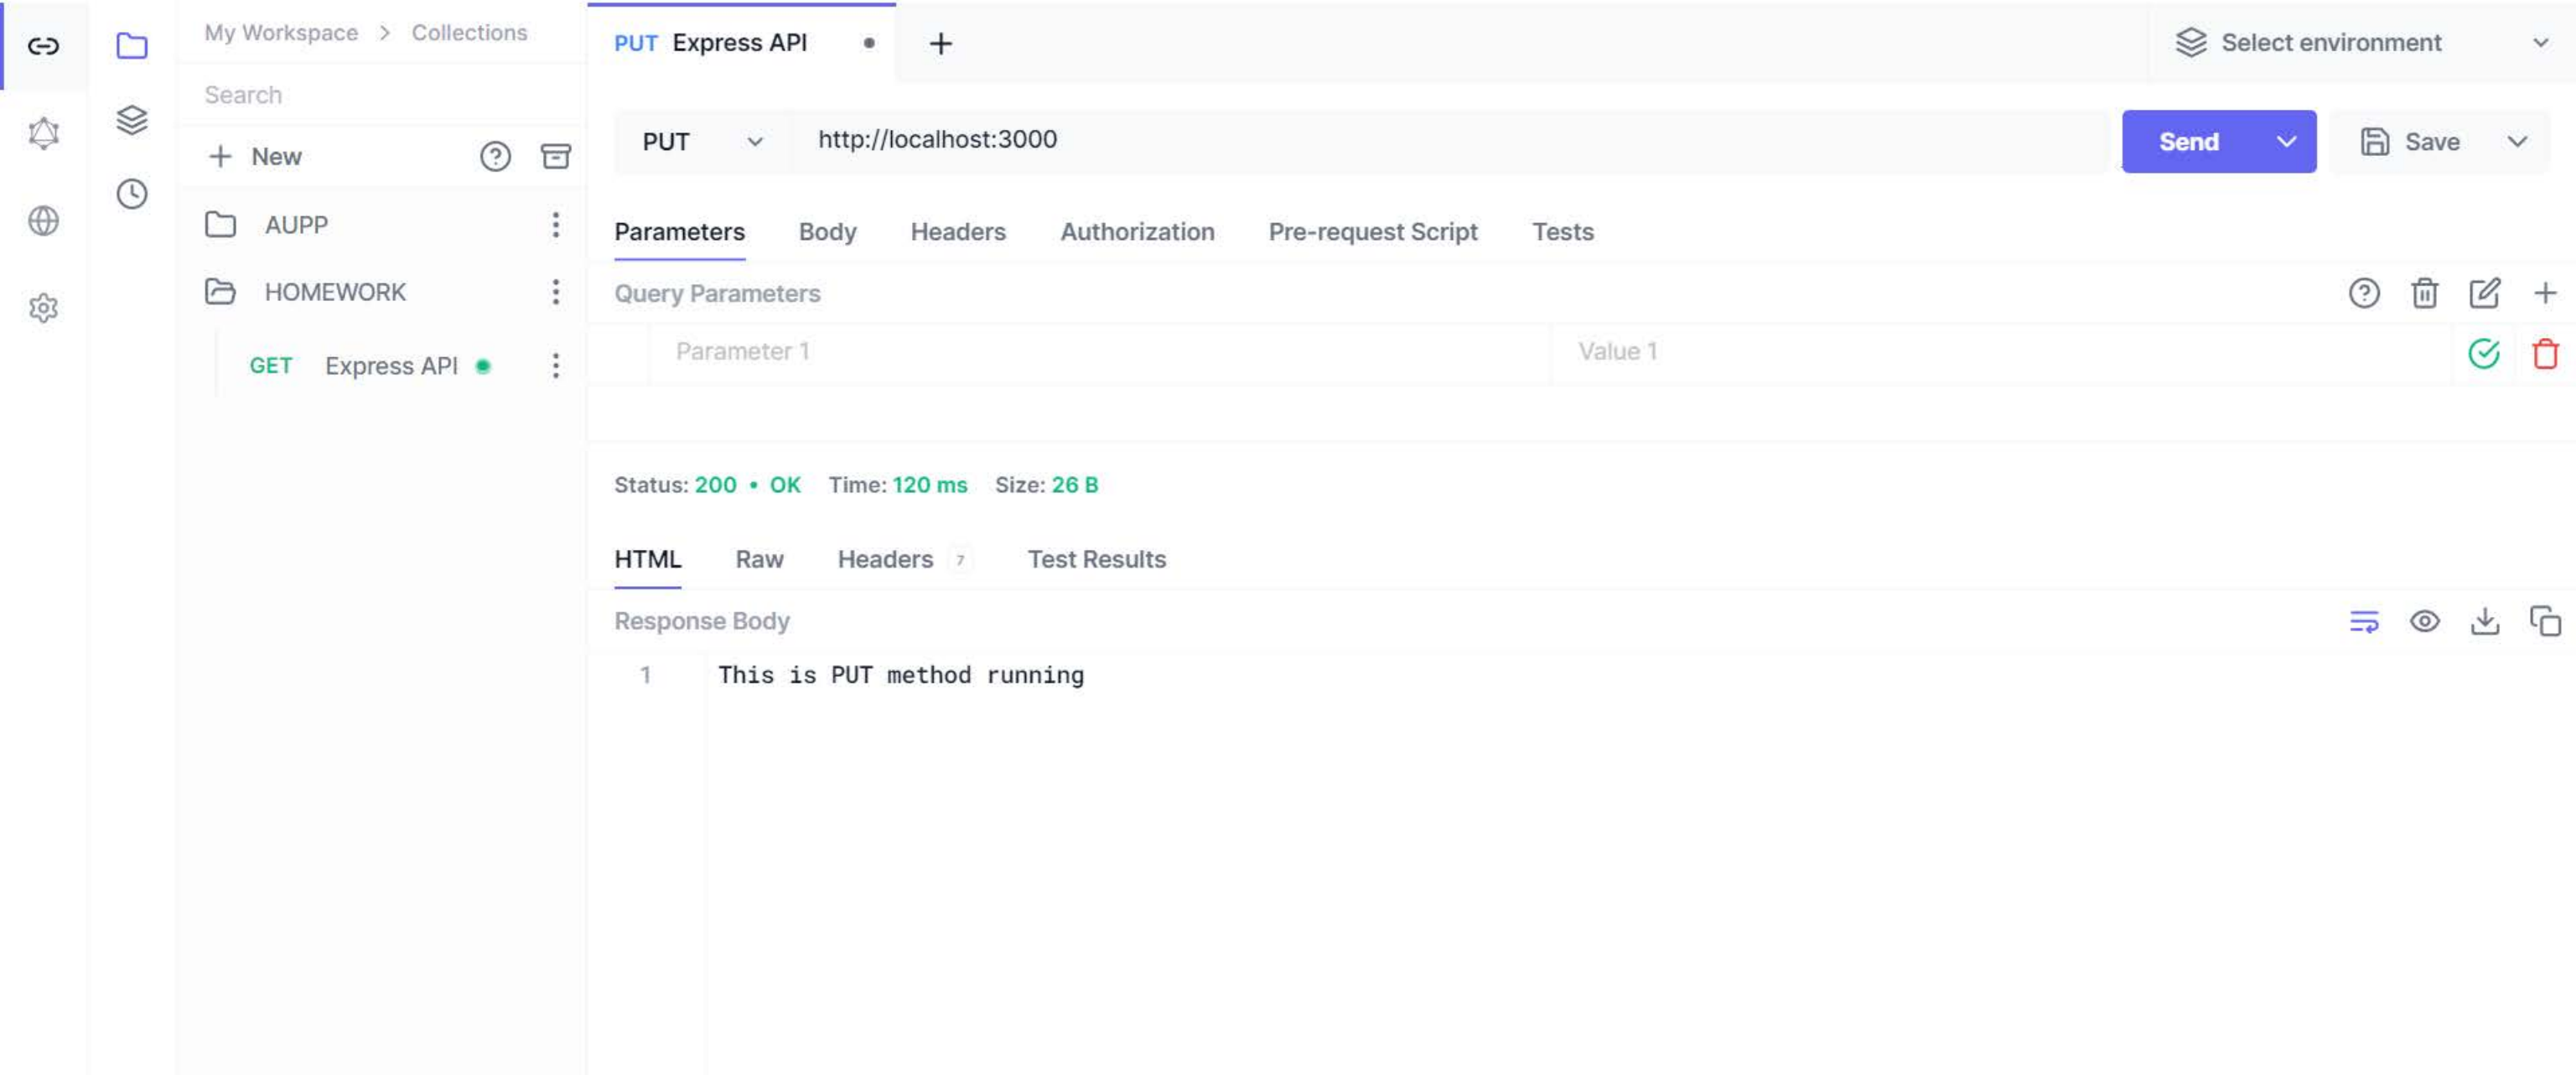 My Workspace > Collections
Search
New
AUPP
HOMEWORK
GET Express API
PUT Express API
Select environment
PUT http://localhost:3000
Send
Save
Parameters Body Headers Authorization Pre-request Script Tests
Query Parameters
Parameter 1 Value 1
Status: 200 • OK Time: 120 ms Size: 26 B
HTML Raw Headers 7 Test Results
Response Body
1 This is PUT method running